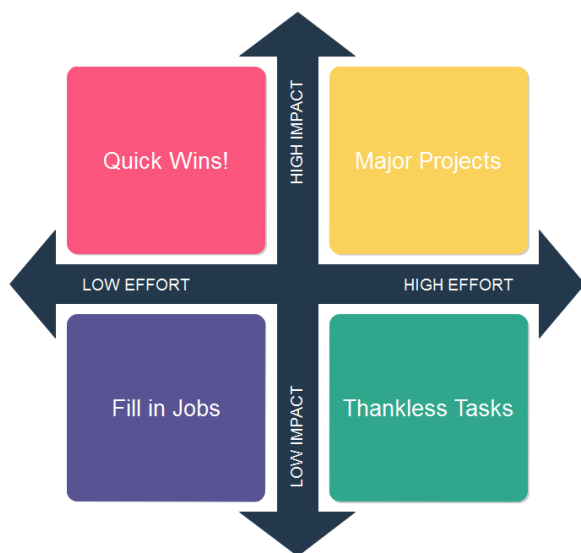 HIGH IMPACT
Quick Wins!
Major Projects
LOW EFFORT
HIGH EFFORT
Fill in Jobs
Thankless Tasks
LOW IMPACT